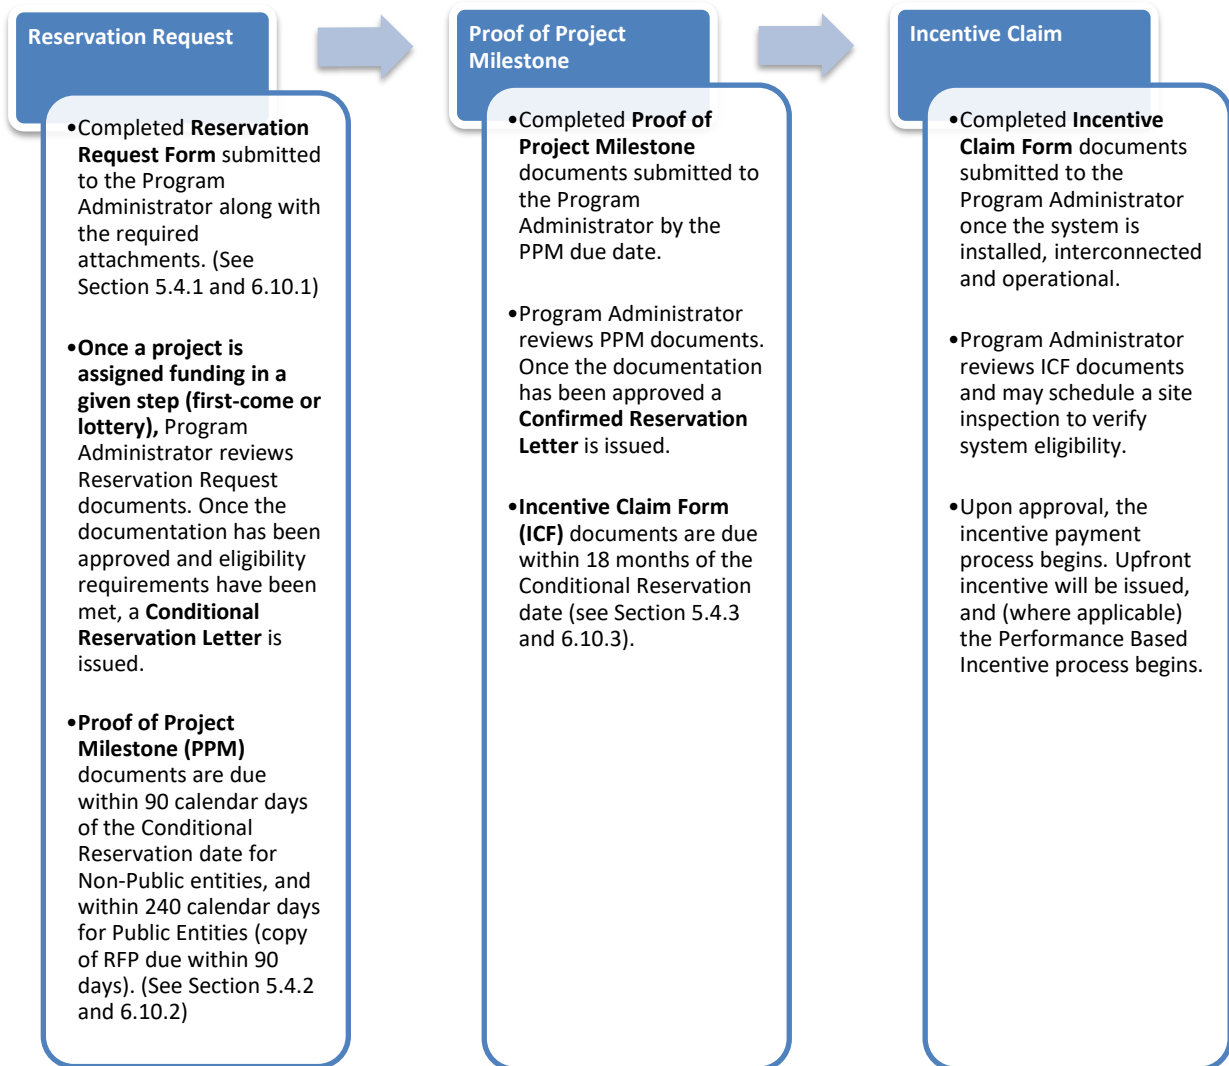 Reservation Request
•Completed Reservation
Request Form submitted
to the Program
Administrator along with
the required
attachments. (See
Section 5.4.1 and 6.10.1)
•Once a project is
assigned funding in a
given step (first-come or
lottery), Program
Administrator reviews
Reservation Request
documents. Once the
documentation has been
approved and eligibility
requirements have been
met, a Conditional
Reservation Letter is
issued.
•Proof of Project
Milestone (PPM)
documents are due
within 90 calendar days
of the Conditional
Reservation date for
Non-Public entities, and
within 240 calendar days
for Public Entities (copy
of RFP due within 90
days). (See Section 5.4.2
and 6.10.2)
Proof of Project
Milestone
•Completed Proof of
Project Milestone
documents submitted to
the Program
Administrator by the
PPM due date.
•Program Administrator
reviews PPM documents.
Once the documentation
has been approved a
Confirmed Reservation
Letter is issued.
•Incentive Claim Form
(ICF) documents are due
within 18 months of the
Conditional Reservation
date (see Section 5.4.3
and 6.10.3).
Incentive Claim
•Completed Incentive
Claim Form documents
submitted to the
Program Administrator
once the system is
installed, interconnected
and operational.
•Program Administrator
reviews ICF documents
and may schedule a site
inspection to verify
system eligibility.
•Upon approval, the
incentive payment
process begins. Upfront
incentive will be issued,
and (where applicable)
the Performance Based
Incentive process begins.